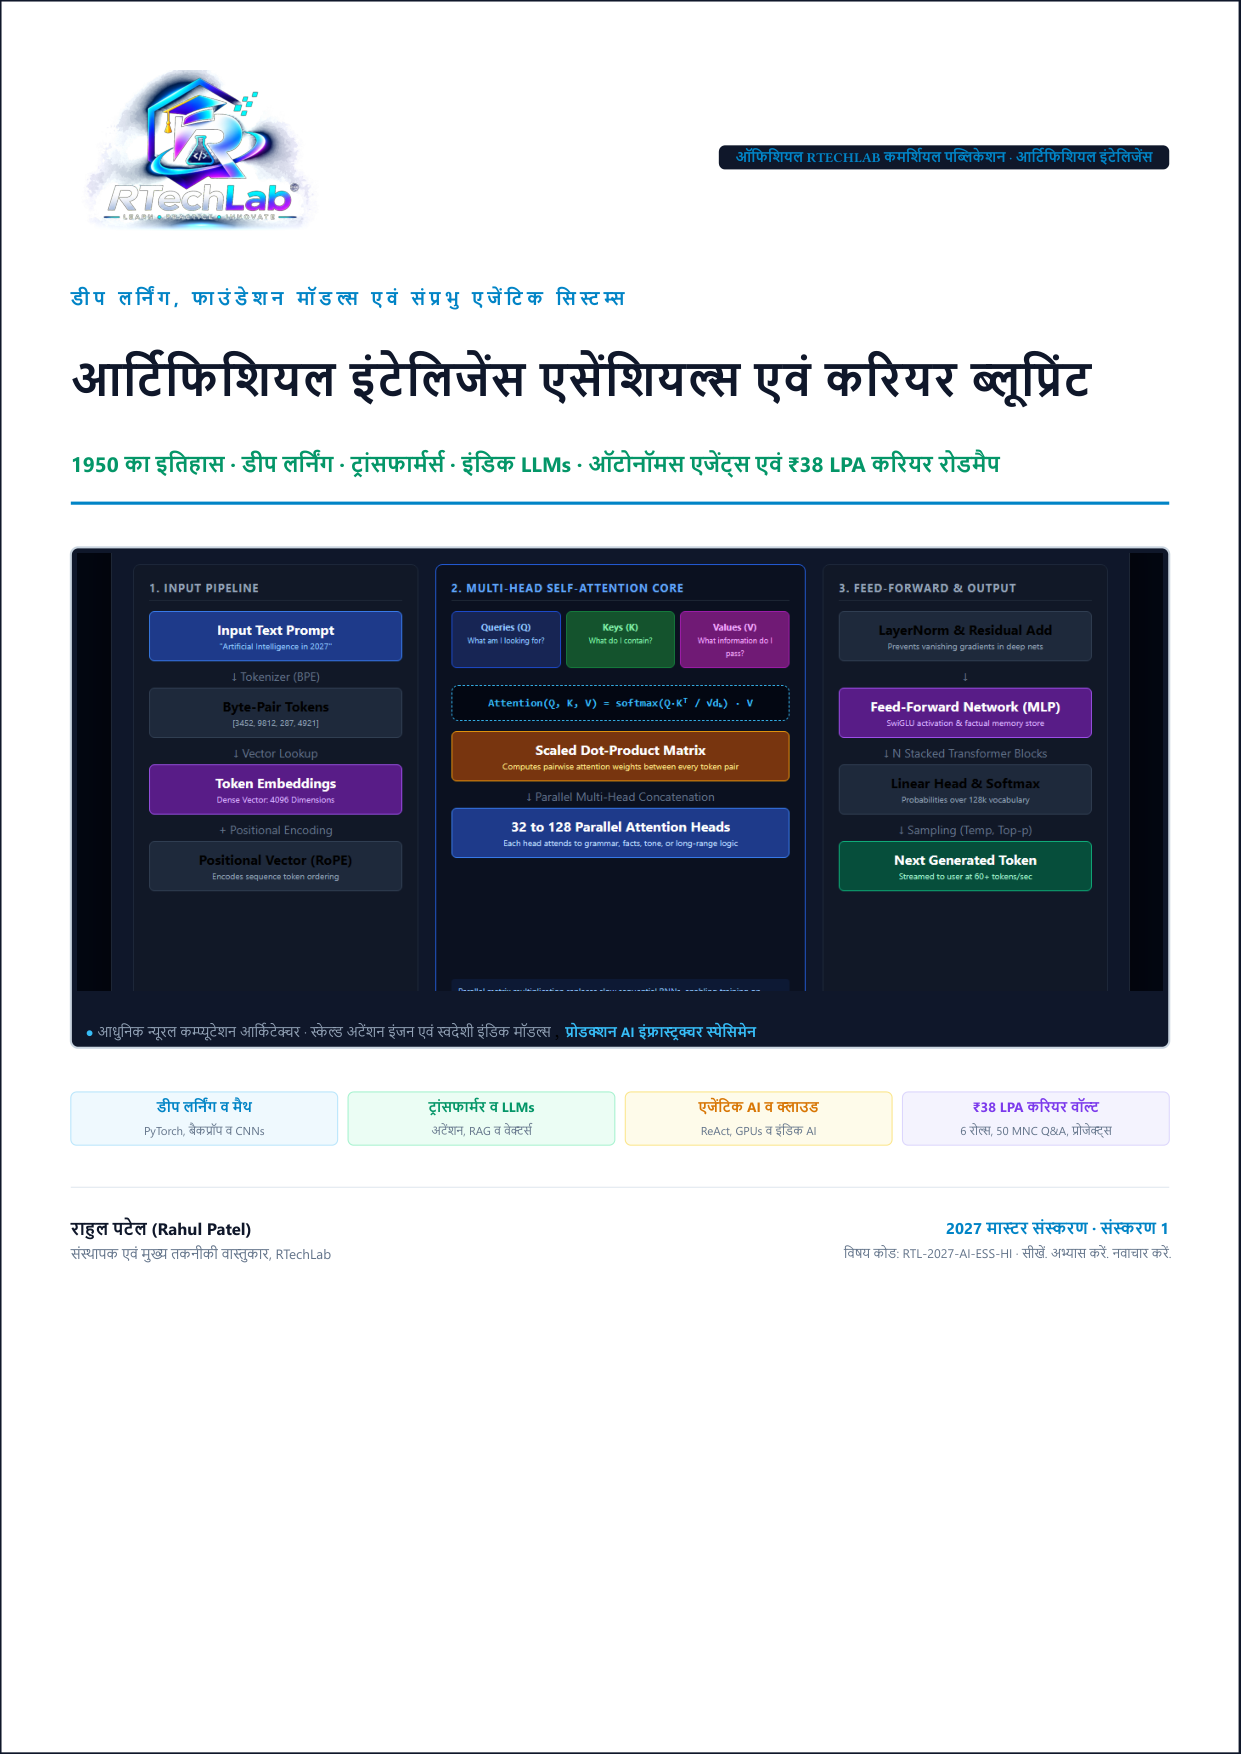 RTechLab
LEARN • PRACTICE • INNOVATE
ऑफिशियल RTECHLAB कमर्शियल पब्लिकेशन · आर्टिफिशियल इंटेलिजेंस
डीप लर्निंग, फाउंडेशन मॉडल्स एवं संप्रभु एजेंटिक सिस्टम्स
आर्टिफिशियल इंटेलिजेंस एसेंशियल्स एवं करियर ब्लूप्रिंट
1950 का इतिहास · डीप लर्निंग · ट्रांसफार्मर्स · इंडिक LLMs · ऑटोनॉमस एजेंट्स एवं ₹38 LPA करियर रोडमैप
1. INPUT PIPELINE
Input Text Prompt
"Artificial Intelligence in 2027"
↓ Tokenizer (BPE)
Byte-Pair Tokens
[3452, 9812, 287, 4921]
↓ Vector Lookup
Token Embeddings
Dense Vector: 4096 Dimensions
+ Positional Encoding
Positional Vector (RoPE)
Encodes sequence token ordering
2. MULTI-HEAD SELF-ATTENTION CORE
Queries (Q)
What am I looking for?
Keys (K)
What do I contain?
Values (V)
What information do I
pass?
Attention(Q, K, V) = softmax(Q·Kᵀ / √dₖ) · V
Scaled Dot-Product Matrix
Computes pairwise attention weights between every token pair
↓ Parallel Multi-Head Concatenation
32 to 128 Parallel Attention Heads
Each head attends to grammar, facts, tone, or long-range logic
3. FEED-FORWARD & OUTPUT
LayerNorm & Residual Add
Prevents vanishing gradients in deep nets
↓
Feed-Forward Network (MLP)
SwiGLU activation & factual memory store
↓ N Stacked Transformer Blocks
Linear Head & Softmax
Probabilities over 128k vocabulary
↓ Sampling (Temp, Top-p)
Next Generated Token
Streamed to user at 60+ tokens/sec
● आधुनिक न्यूरल कम्प्यूटेशन आर्किटेक्चर · स्केल्ड अटेंशन इंजन एवं स्वदेशी इंडिक मॉडल्स प्रोडक्शन AI इंफ्रास्ट्रक्चर स्पेसिमेन
डीप लर्निंग व मैथ
PyTorch, बैकप्रॉप व CNNs
ट्रांसफार्मर व LLMs
अटेंशन, RAG व वेक्टर्स
एजेंटिक AI व क्लाउड
ReAct, GPUs व इंडिक AI
₹38 LPA करियर वॉल्ट
6 रोल्स, 50 MNC Q&A, प्रोजेक्ट्स
राहुल पटेल (Rahul Patel)
संस्थापक एवं मुख्य तकनीकी वास्तुकार, RTechLab
2027 मास्टर संस्करण · संस्करण 1
विषय कोड: RTL-2027-AI-ESS-HI · सीखें. अभ्यास करें. नवाचार करें.